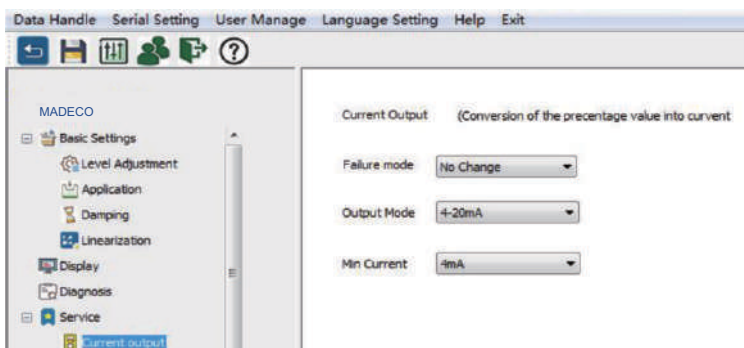 Data Handle Serial Setting User Manage Language Setting Help Exit
MADECO
Basic Settings
Level Adjustment
Application
Damping
Linearization
Display
Diagnosis
Service
Current output
Current Output (Conversion of the precentage value into curvent
Failure mode No Change
Output Mode 4-20mA
Min Current 4mA